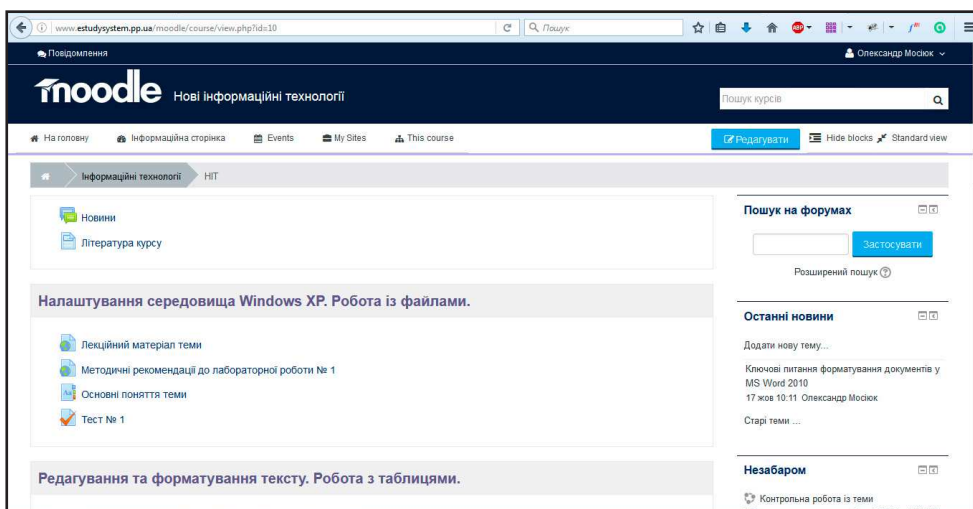 www.estudysystem.pp.ua/moodle/course/view.php?id=10
Пошук
ABP
Повідомлення
Олександр Мосіюк
moodle Нові інформаційні технології
Пошук курсів
На головну Інформаційна сторінка Events My Sites This course
Редагувати Hide blocks Standard view
Інформаційні технології НІТ
Новини
Література курсу
Пошук на форумах
Застосувати
Розширений пошук
Налаштування середовища Windows XP. Робота із файлами.
Лекційний матеріал теми
Методичні рекомендації до лабораторної роботи № 1
Основні поняття теми
Тест № 1
Останні новини
Додати нову тему...
Ключові питання форматування документів у
MS Word 2010
17 жов 10:11 Олександр Мосіюк
Старі теми ...
Редагування та форматування тексту. Робота з таблицями.
Незабаром
Контрольна робота із теми